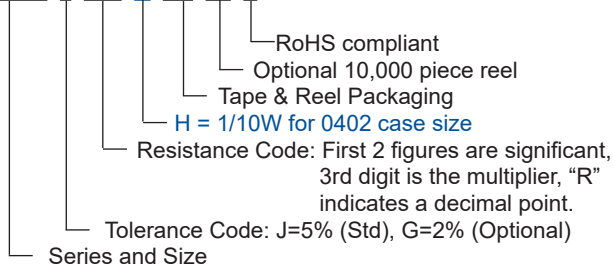 RoHS compliant
Optional 10,000 piece reel
Tape & Reel Packaging
H = 1/10W for 0402 case size
Resistance Code: First 2 figures are significant,
3rd digit is the multiplier, “R”
indicates a decimal point.
Tolerance Code: J=5% (Std), G=2% (Optional)
Series and Size